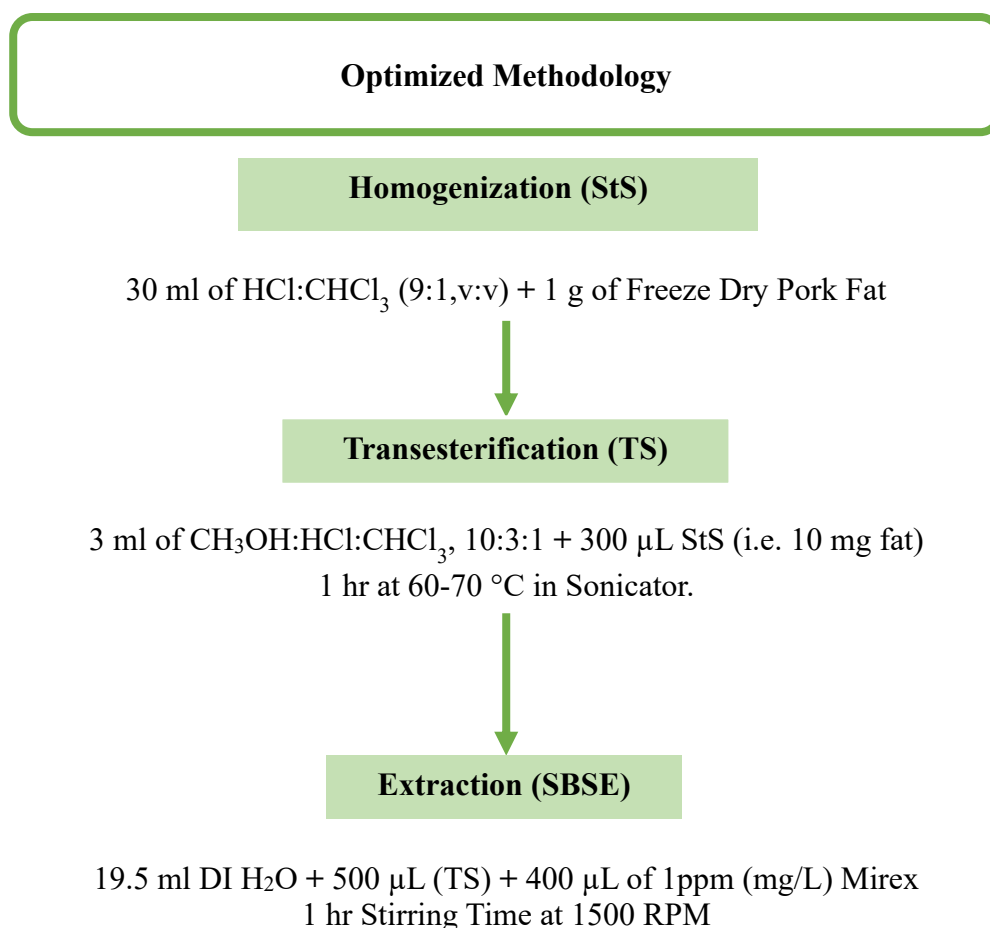 Optimized Methodology
Homogenization (StS)
30 ml of HCl:CHCl₃ (9:1,v:v) + 1 g of Freeze Dry Pork Fat
Transesterification (TS)
3 ml of CH₃OH:HCl:CHCl₃, 10:3:1 + 300 µL StS (i.e. 10 mg fat)
1 hr at 60-70 °C in Sonicator.
Extraction (SBSE)
19.5 ml DI H₂O + 500 µL (TS) + 400 µL of 1ppm (mg/L) Mirex
1 hr Stirring Time at 1500 RPM